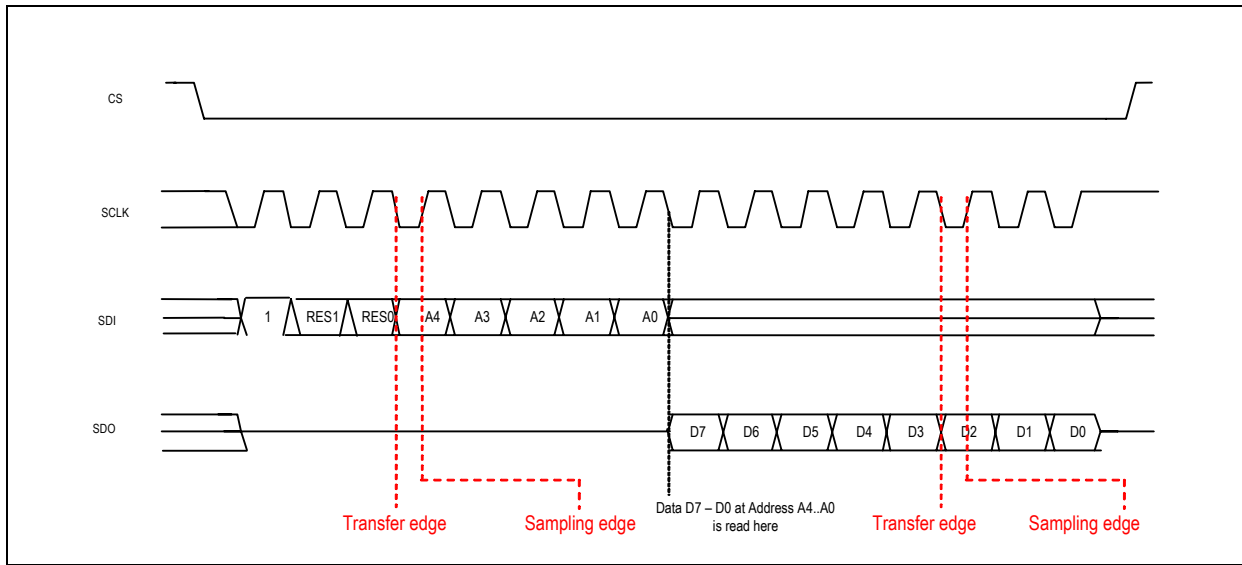 CS
SCLK
SDI
1 RES1 RES0 A4 A3 A2 A1 A0
SDO
D7 D6 D5 D4 D3 D2 D1 D0
Transfer edge
Sampling edge
Data D7 – D0 at Address A4..A0
is read here
Transfer edge
Sampling edge